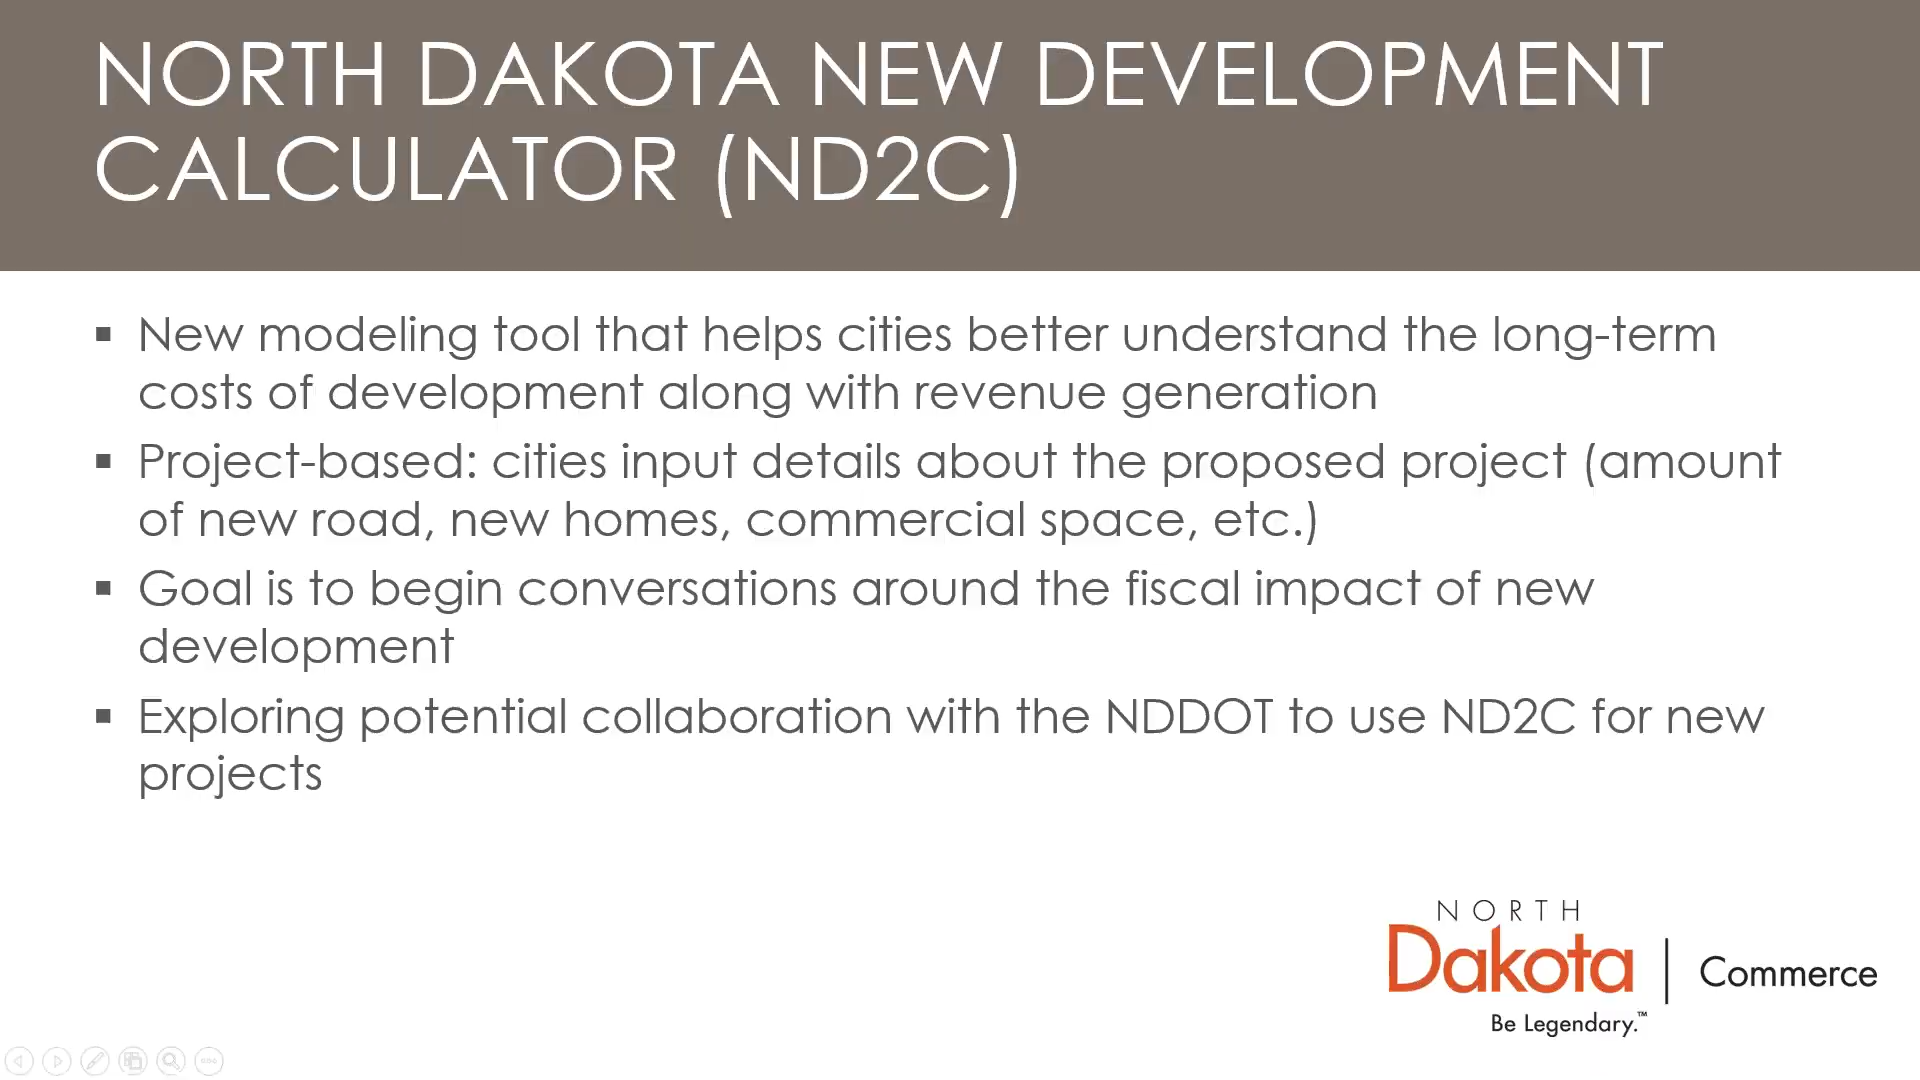 NORTH DAKOTA NEW DEVELOPMENT
CALCULATOR (ND2C)
▪ New modeling tool that helps cities better understand the long-term
costs of development along with revenue generation
▪ Project-based: cities input details about the proposed project (amount
of new road, new homes, commercial space, etc.)
▪ Goal is to begin conversations around the fiscal impact of new
development
▪ Exploring potential collaboration with the NDDOT to use ND2C for new
projects
NORTH
Dakota | Commerce
Be Legendary.™